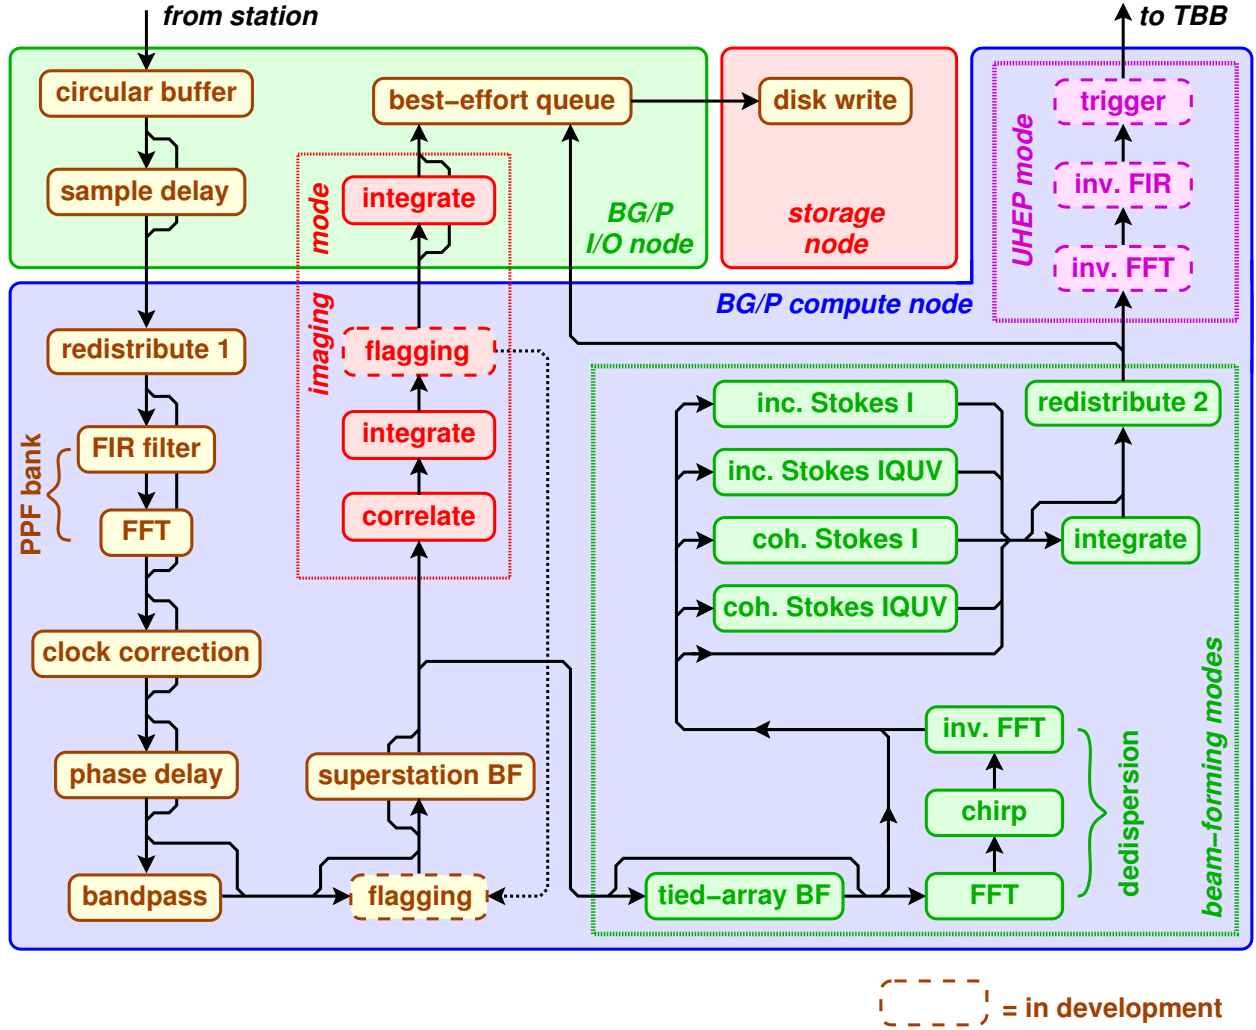 from station
to TBB
circular buffer
best−effort queue
disk write
trigger
sample delay
integrate
mode
BG/P
I/O node
storage
node
UHEP mode
inv. FIR
inv. FFT
BG/P compute node
redistribute 1
flagging
imaging
inc. Stokes I
redistribute 2
PPF bank
FIR filter
integrate
inc. Stokes IQUV
FFT
correlate
coh. Stokes I
integrate
coh. Stokes IQUV
clock correction
beam−forming modes
inv. FFT
phase delay
superstation BF
chirp
dedispersion
bandpass
flagging
tied−array BF
FFT
= in development